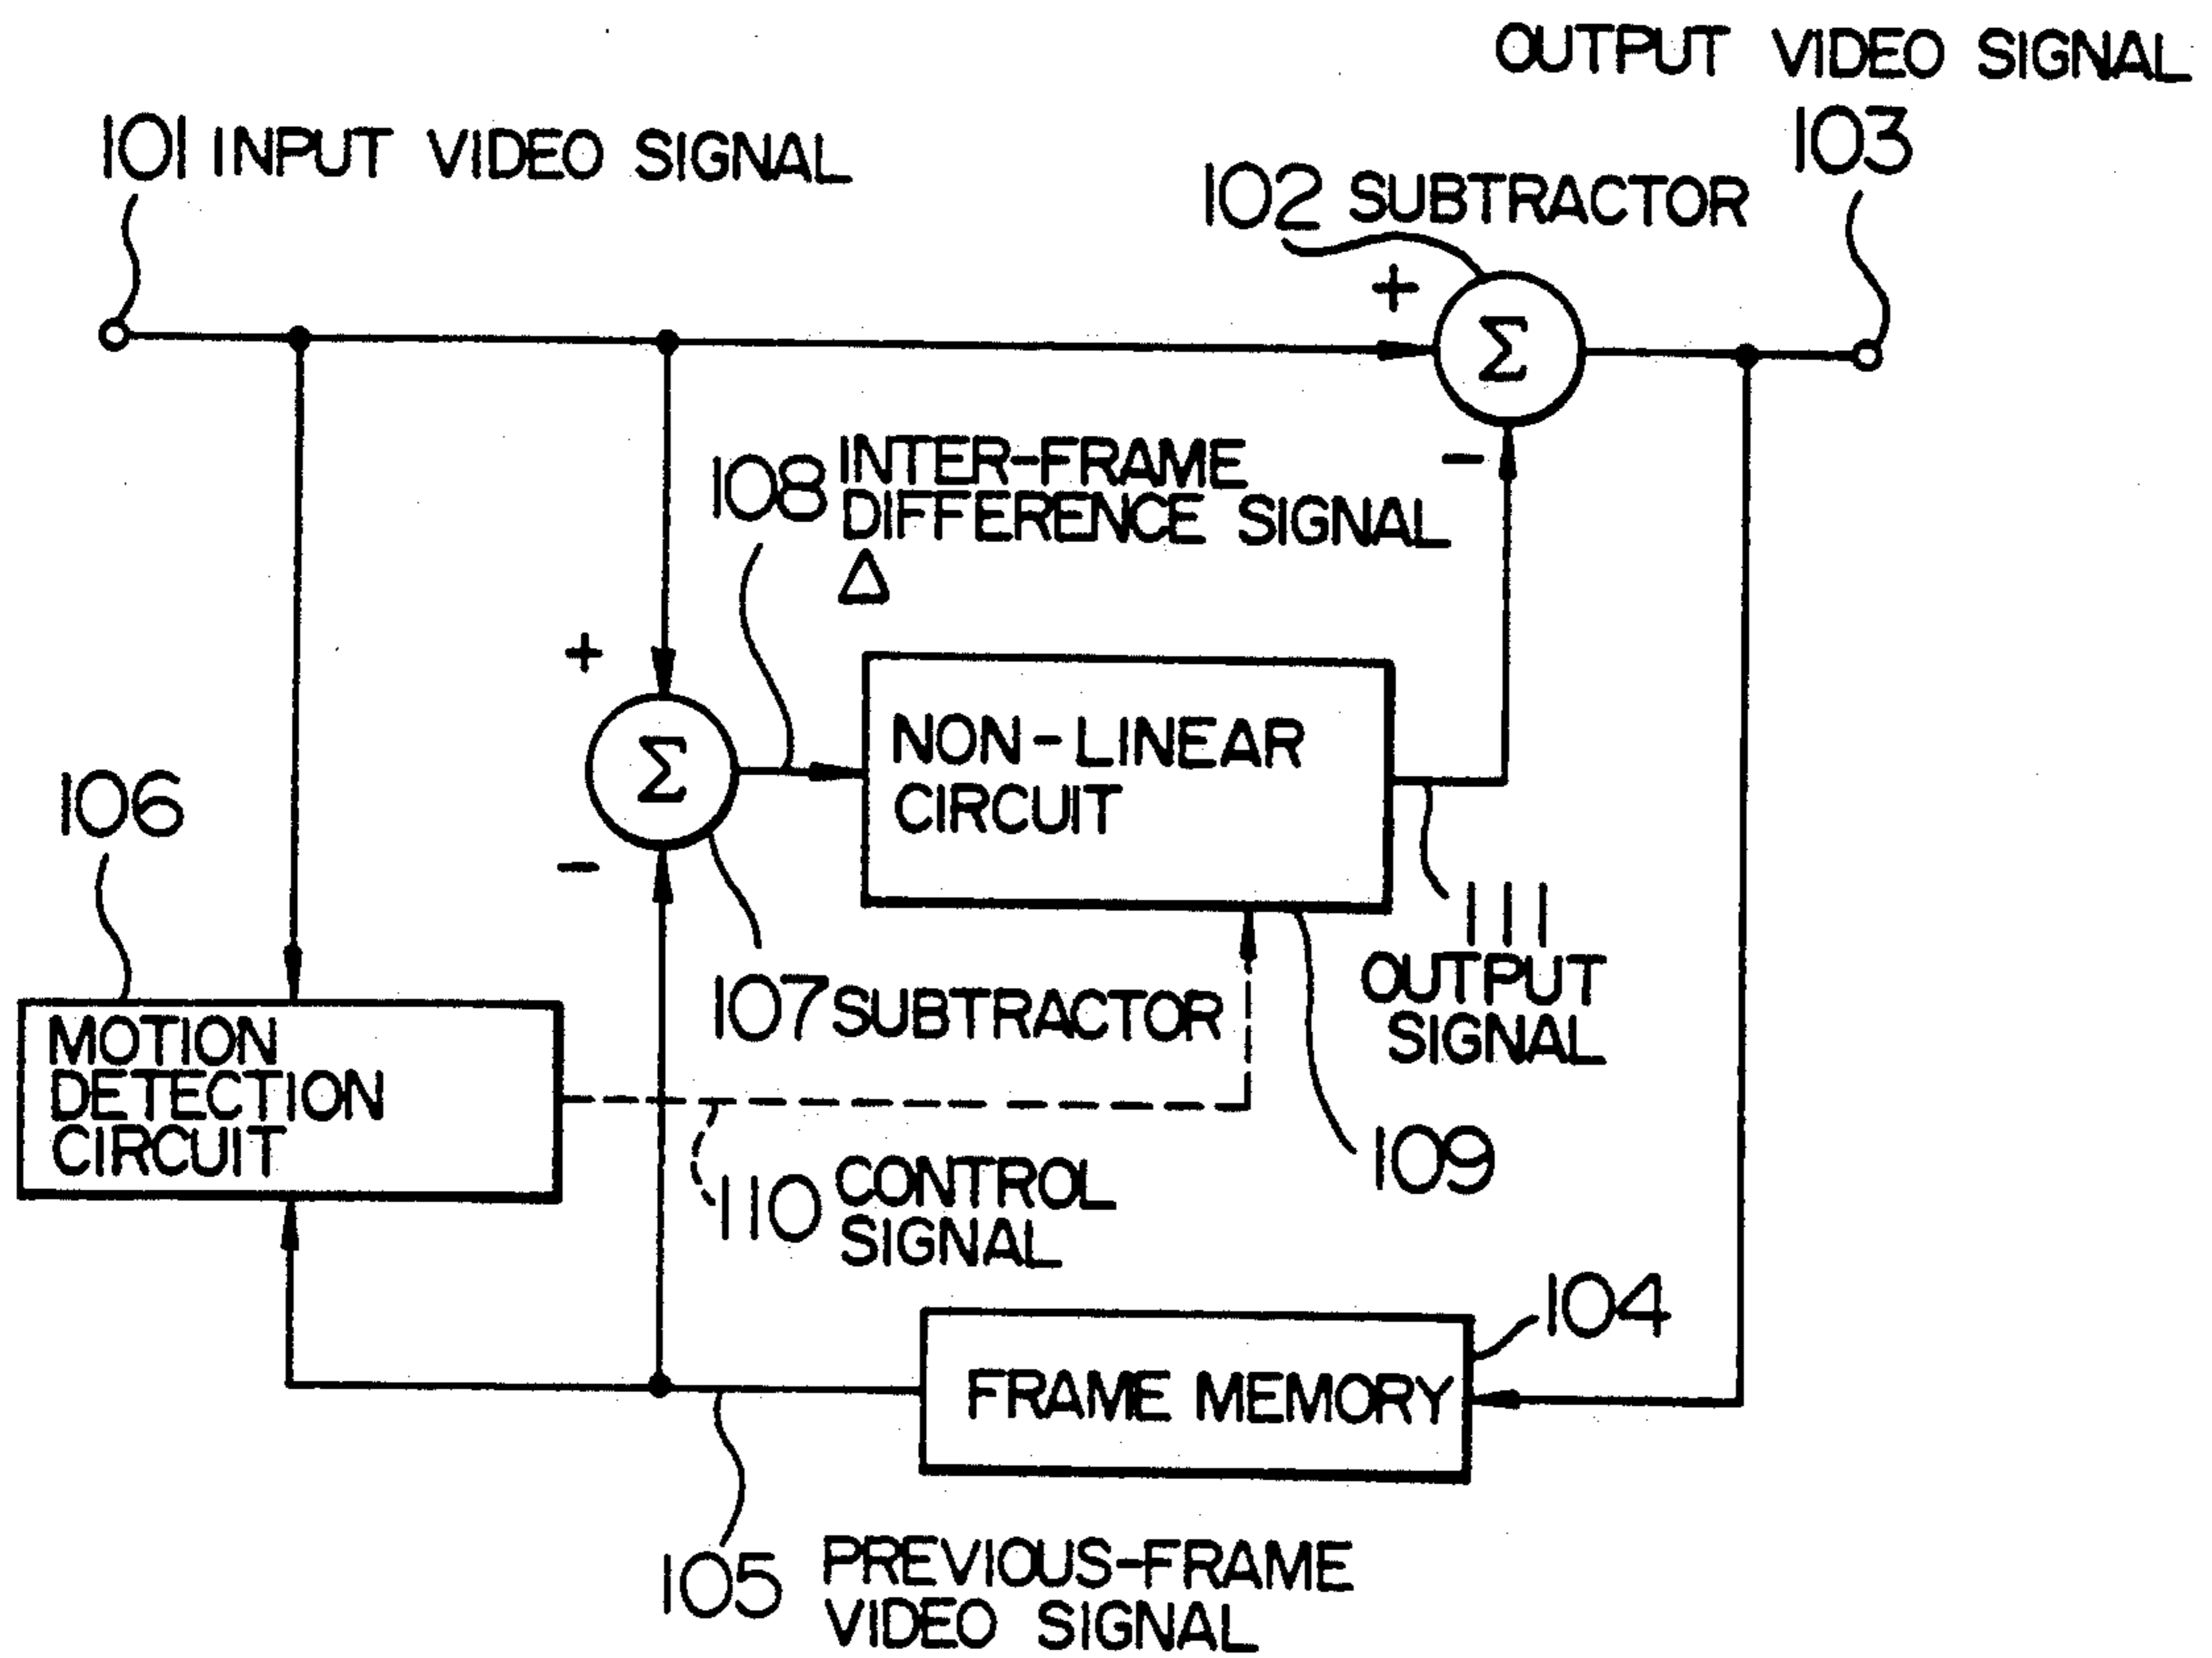 OUTPUT VIDEO SIGNAL
103
101 INPUT VIDEO SIGNAL
102 SUBTRACTOR
+
Σ
-
108 INTER-FRAME
DIFFERENCE SIGNAL
Δ
+
Σ
-
NON-LINEAR
CIRCUIT
106
111
OUTPUT
SIGNAL
107 SUBTRACTOR
MOTION
DETECTION
CIRCUIT
109
110 CONTROL
SIGNAL
104
FRAME MEMORY
105 PREVIOUS-FRAME
VIDEO SIGNAL